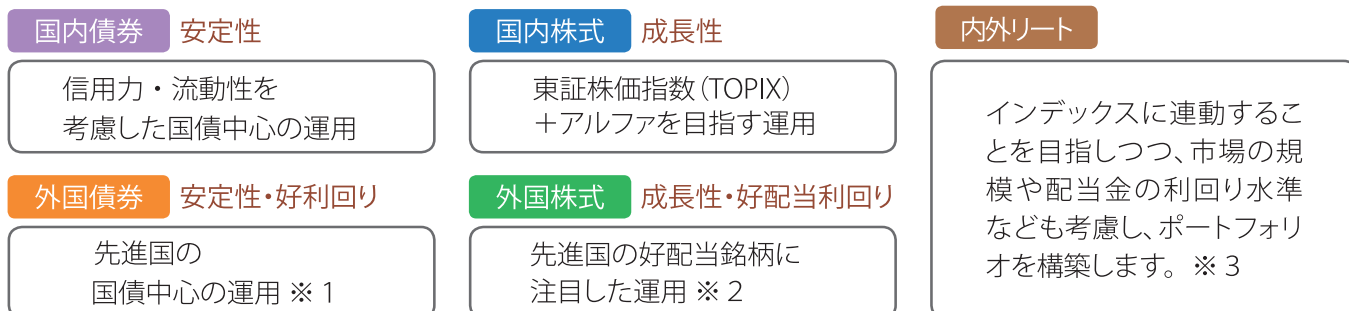 国内債券 安定性
信用力・流動性を
考慮した国債中心の運用
外国債券 安定性・好利回り
先進国の
国債中心の運用 ※1
国内株式 成長性
東証株価指数(TOPIX)
+アルファを目指す運用
外国株式 成長性・好配当利回り
先進国の好配当銘柄に
注目した運用 ※2
内外リート
インデックスに連動するこ
とを目指しつつ、市場の規
模や配当金の利回り水準
なども考慮し、ポートフォリ
オを構築します。 ※3